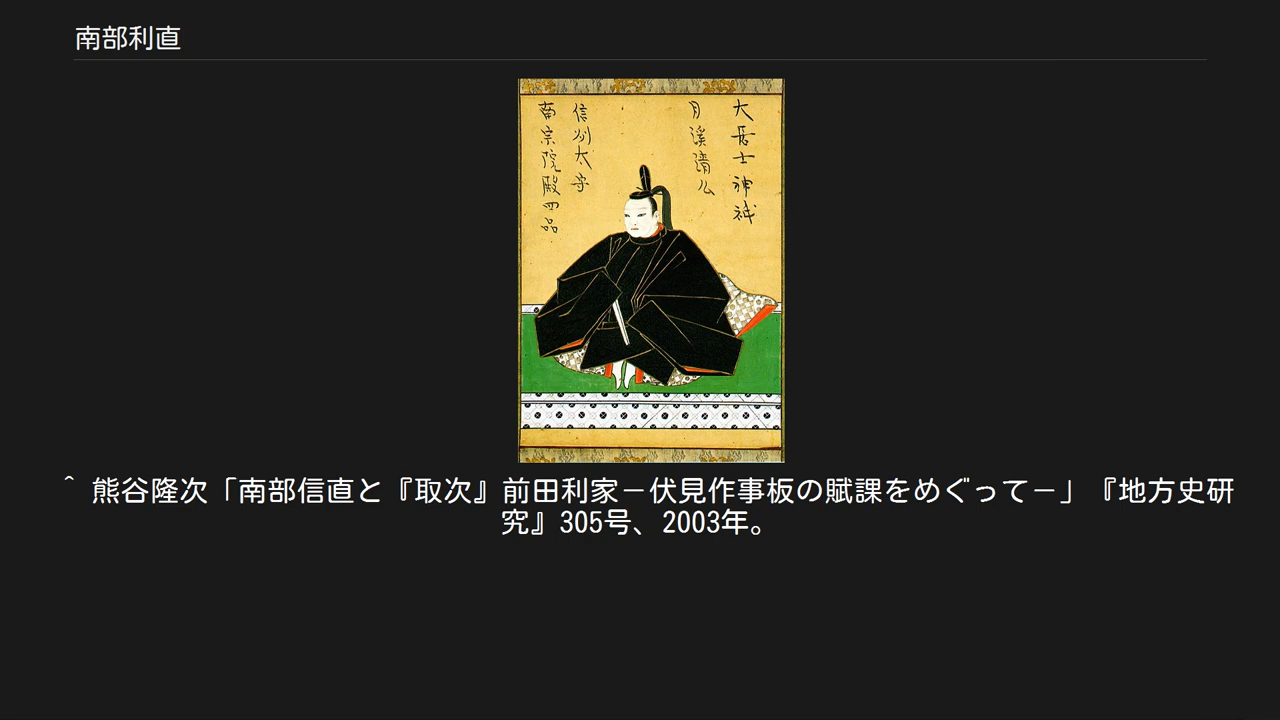 南部利直
大居士神祇
月溪清公
信州太守
南宗院殿四品
^ 熊谷隆次「南部信直と『取次』前田利家－伏見作事板の賦課をめぐって－」『地方史研
究』305号、2003年。